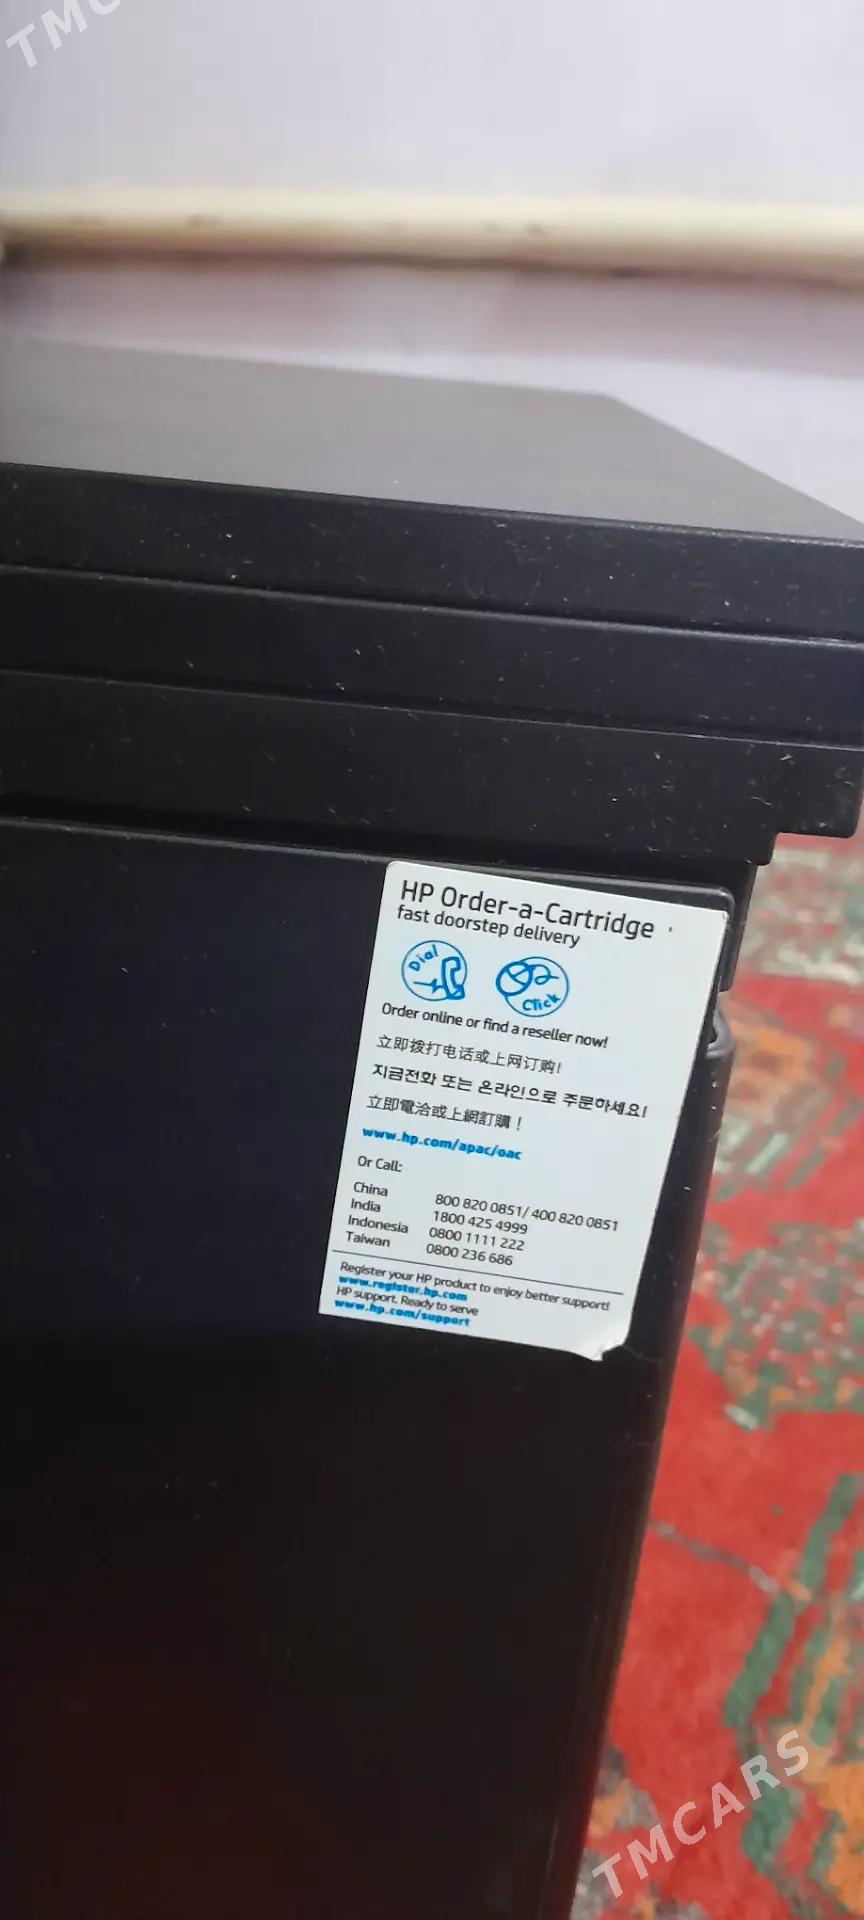 TMC
HP Order-a-Cartridge
fast doorstep delivery
Dial
Click
Order online or find a reseller now!
立即拨打电话或上网订购!
지금전화 또는 온라인으로 주문하세요!
立即電洽或上網訂購!
www.hp.com/apac/oac
Or Call:
China 800 820 0851/ 400 820 0851
India 1800 425 4999
Indonesia 0800 1111 222
Taiwan 0800 236 686
Register your HP product to enjoy better support!
www.register.hp.com
HP support. Ready to serve
www.hp.com/support
TMCARS